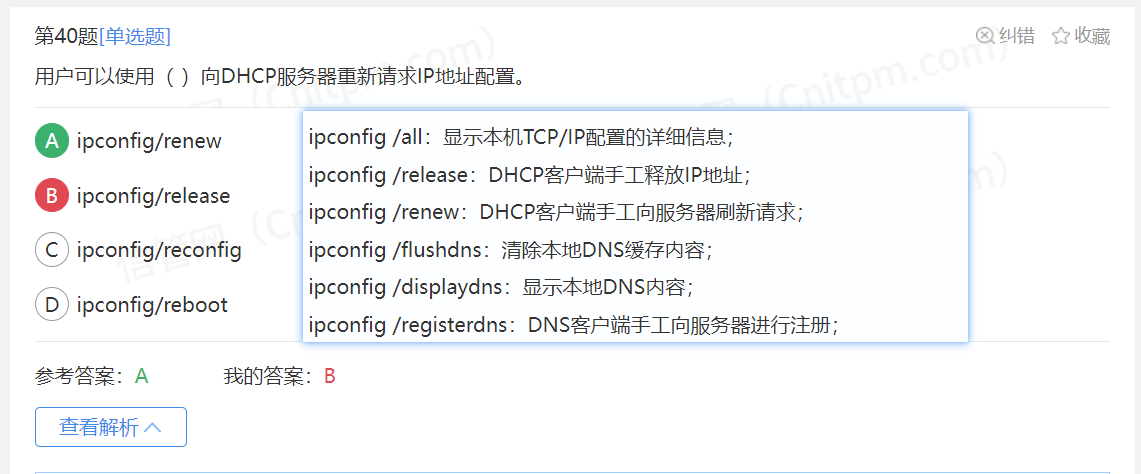 第40题[单选题]
纠错 收藏
用户可以使用（ ）向DHCP服务器重新请求IP地址配置。
A ipconfig/renew
B ipconfig/release
C ipconfig/reconfig
D ipconfig/reboot
ipconfig /all：显示本机TCP/IP配置的详细信息；
ipconfig /release：DHCP客户端手工释放IP地址；
ipconfig /renew：DHCP客户端手工向服务器刷新请求；
ipconfig /flushdns：清除本地DNS缓存内容；
ipconfig /displaydns：显示本地DNS内容；
ipconfig /registerdns：DNS客户端手工向服务器进行注册；
参考答案：A 我的答案：B
查看解析
信管网（Cnitpm.com）